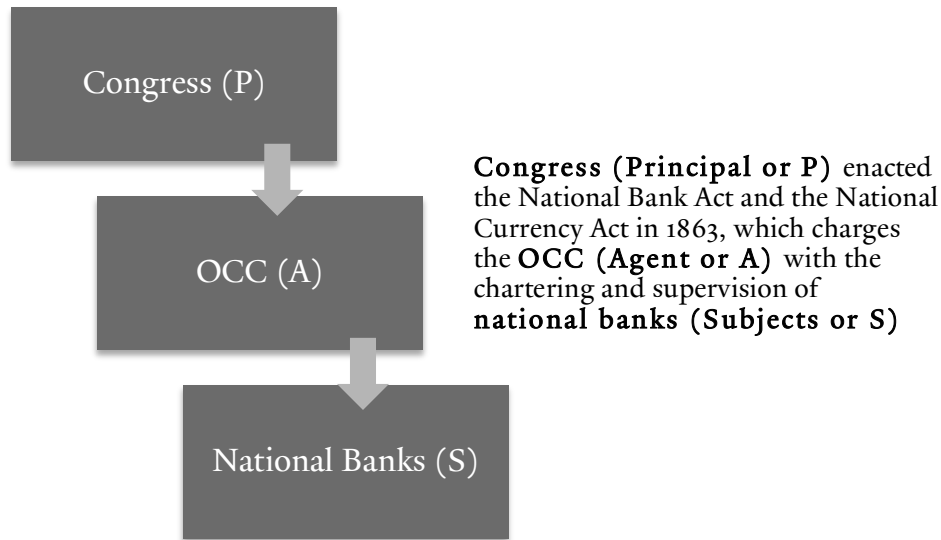 Congress (P)
OCC (A)
National Banks (S)
Congress (Principal or P) enacted
the National Bank Act and the National
Currency Act in 1863, which charges
the OCC (Agent or A) with the
chartering and supervision of
national banks (Subjects or S)